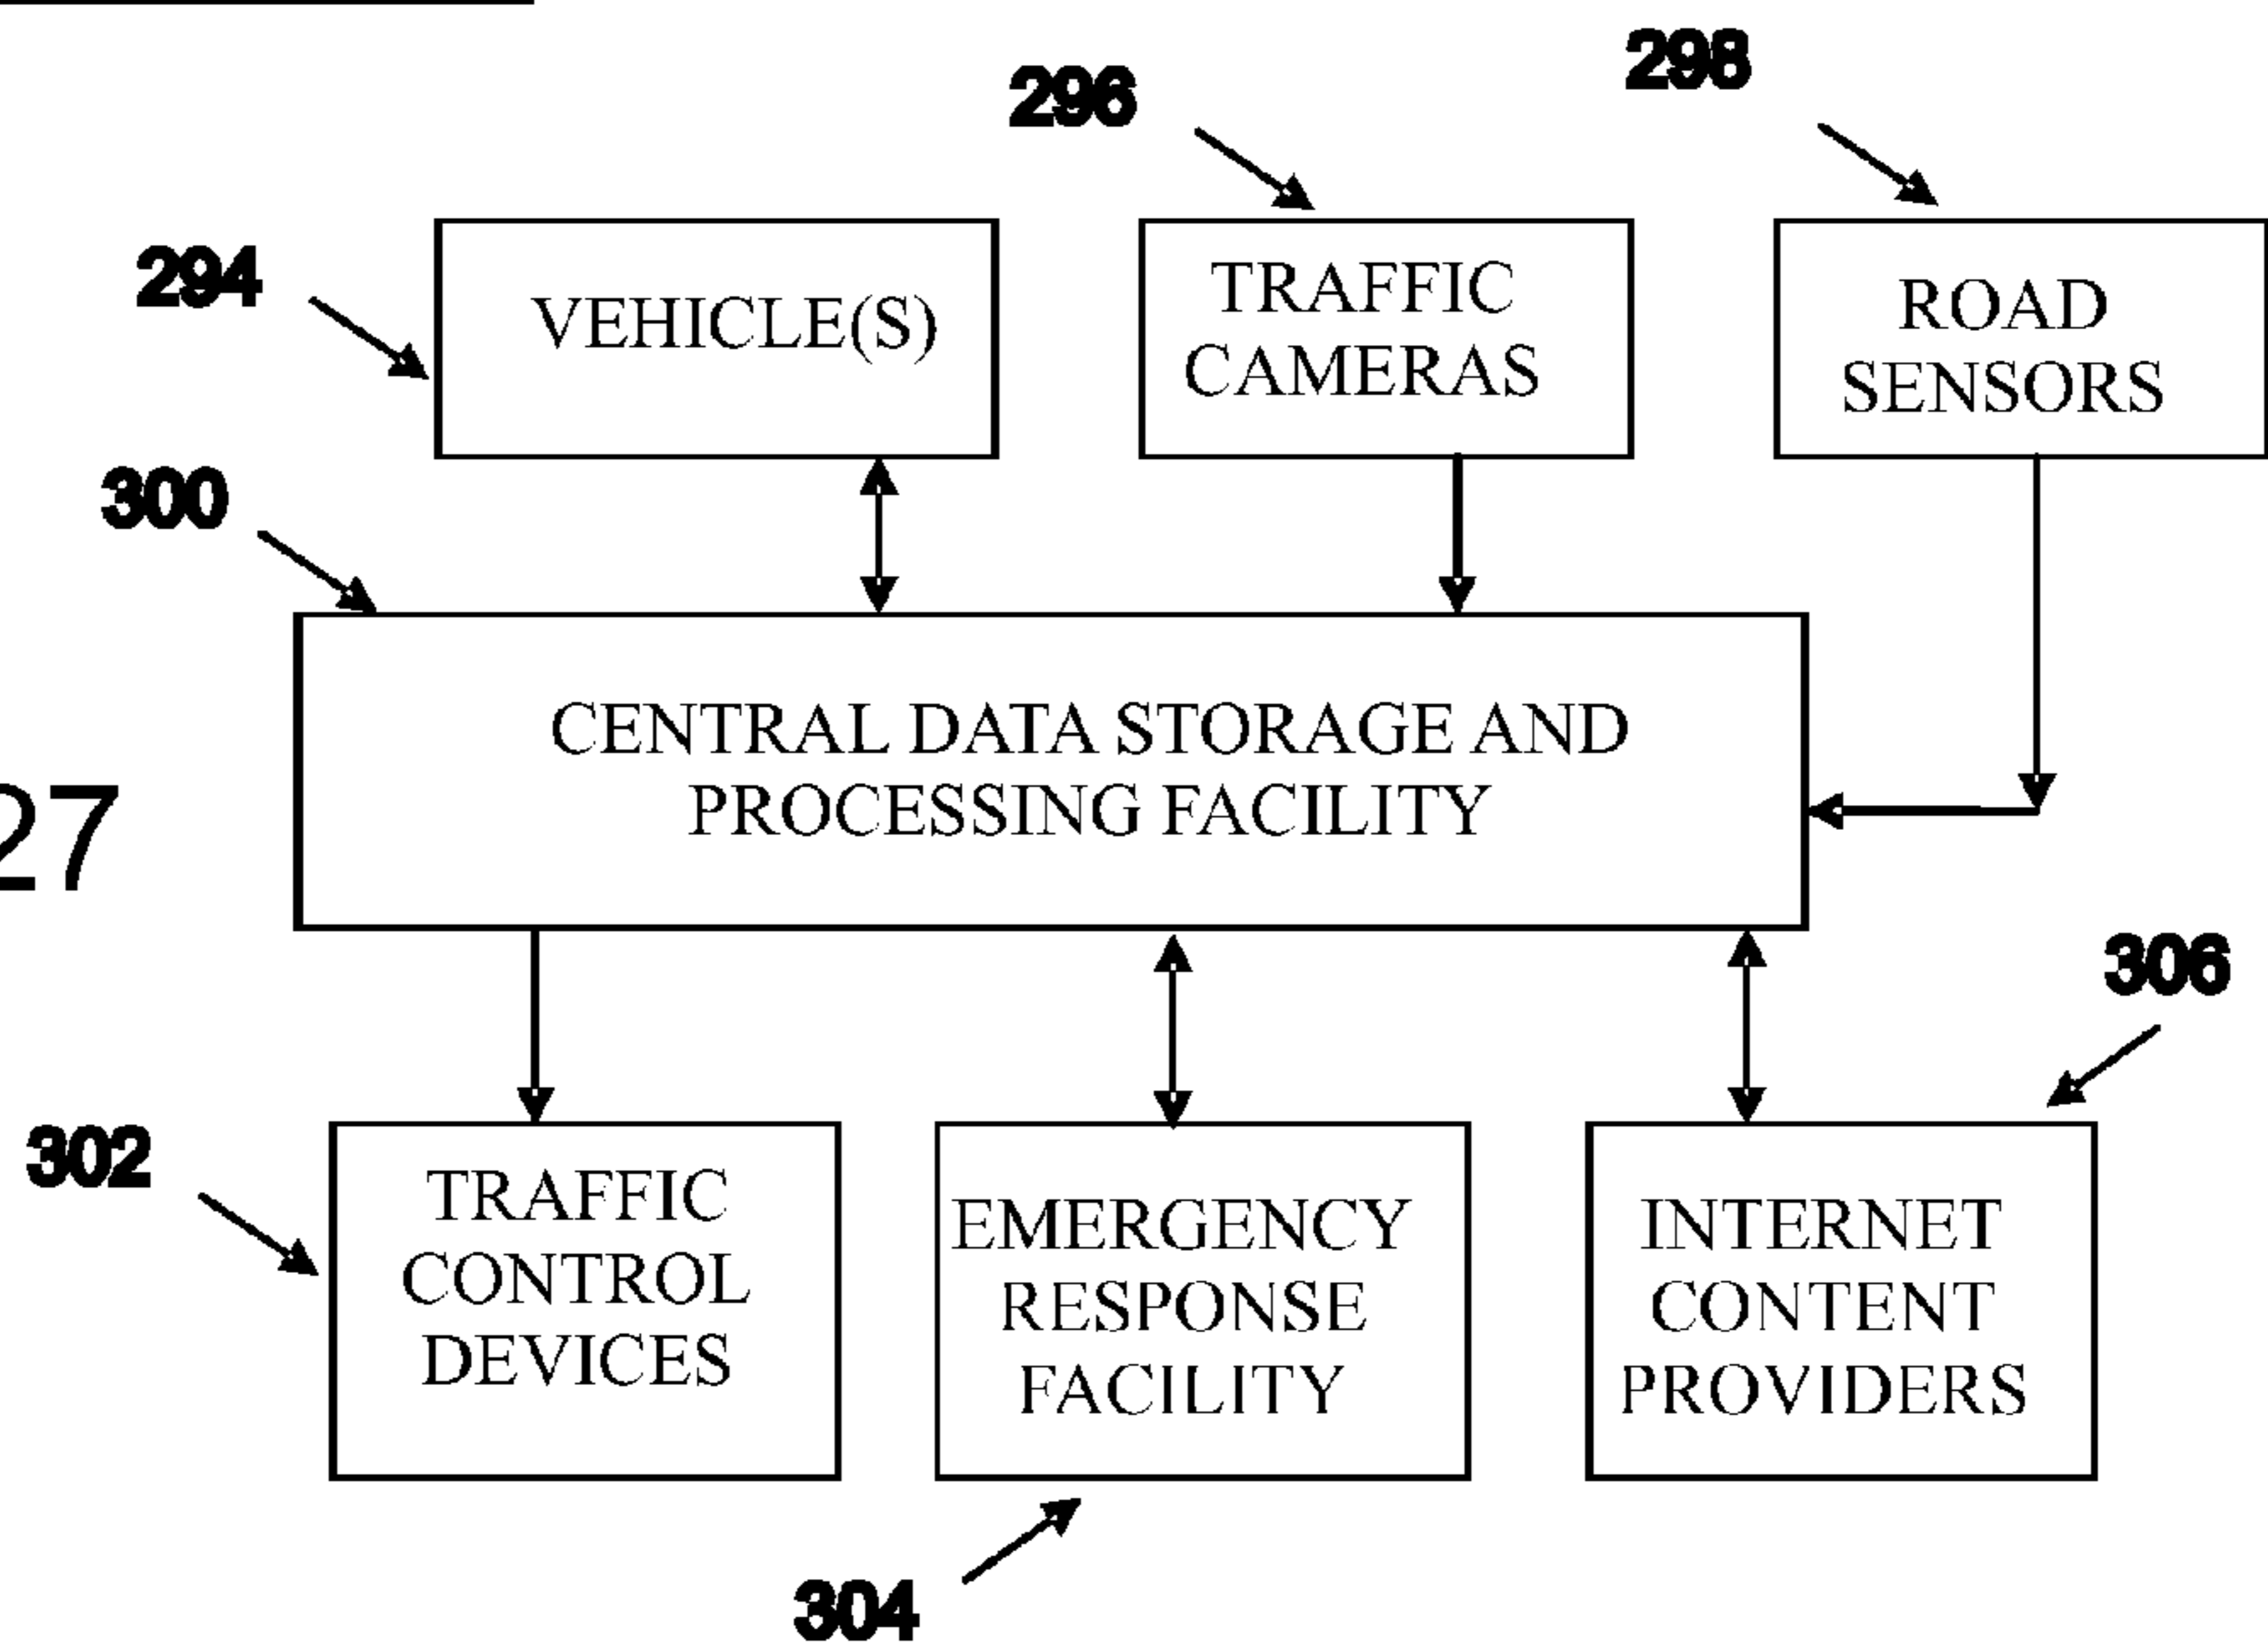 298
296
294
VEHICLE(S)
TRAFFIC
CAMERAS
ROAD
SENSORS
300
CENTRAL DATA STORAGE AND
PROCESSING FACILITY
27
306
302
TRAFFIC
CONTROL
DEVICES
EMERGENCY
RESPONSE
FACILITY
INTERNET
CONTENT
PROVIDERS
304